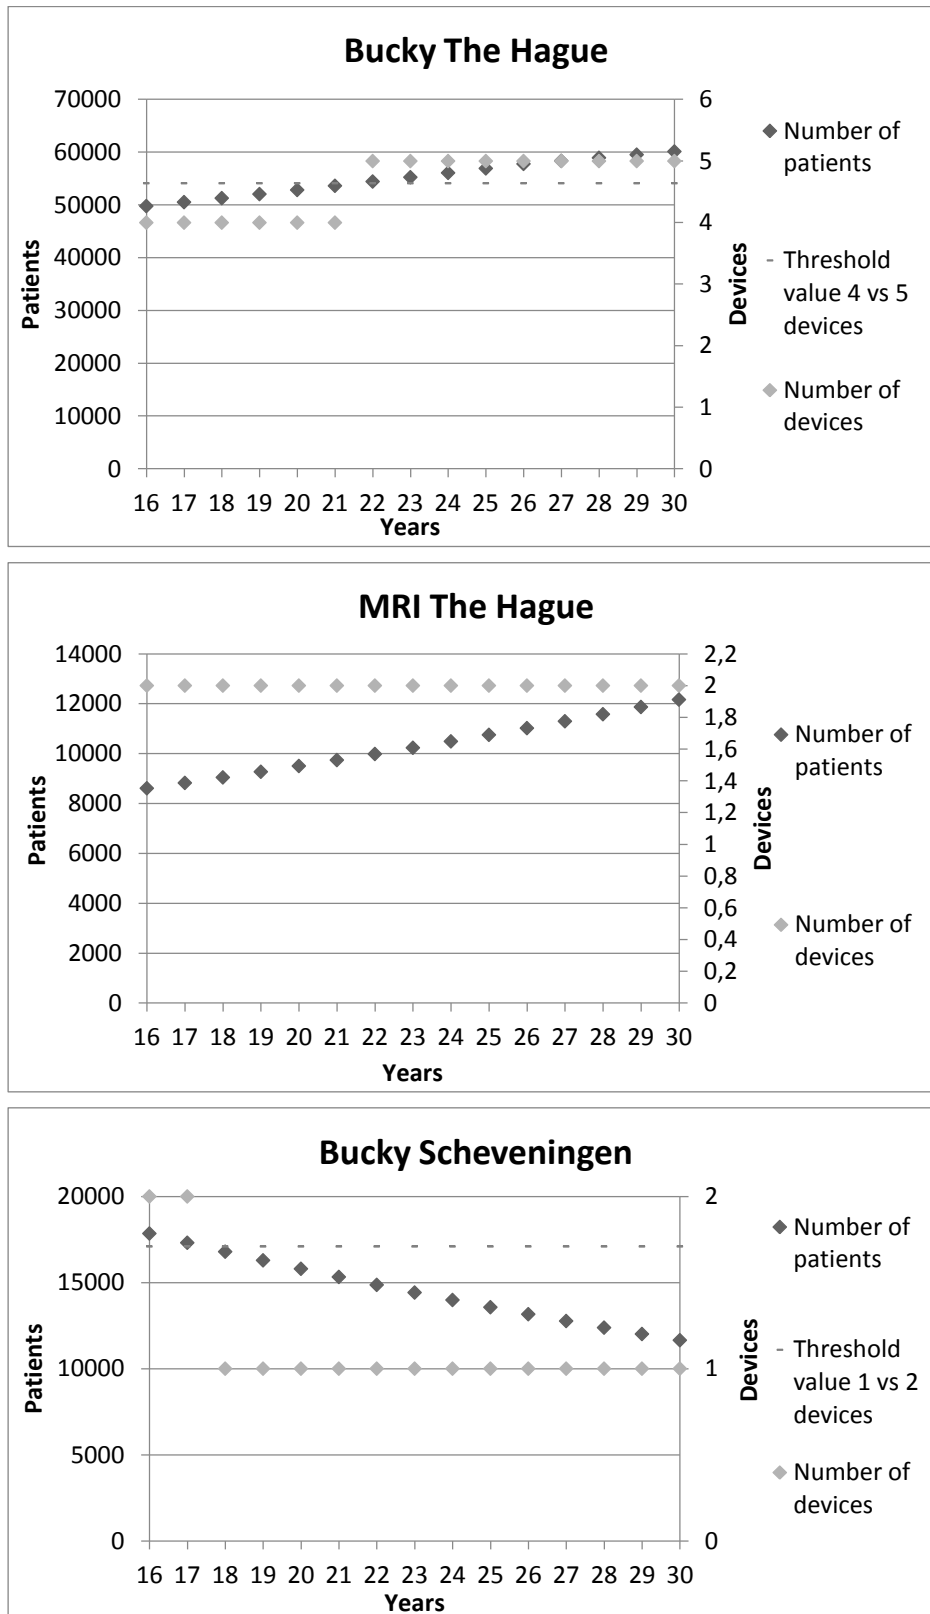 Bucky The Hague
70000
60000
50000
40000
30000
20000
10000
0
Patients
6
5
4
3
2
1
0
Devices
16 17 18 19 20 21 22 23 24 25 26 27 28 29 30
Years
Number of
patients
Threshold
value 4 vs 5
devices
Number of
devices
MRI The Hague
14000
12000
10000
8000
6000
4000
2000
0
Patients
2,2
2
1,8
1,6
1,4
1,2
1
0,8
0,6
0,4
0,2
0
Devices
16 17 18 19 20 21 22 23 24 25 26 27 28 29 30
Years
Number of
patients
Number of
devices
Bucky Scheveningen
20000
15000
10000
5000
0
Patients
2
1
0
Devices
16 17 18 19 20 21 22 23 24 25 26 27 28 29 30
Years
Number of
patients
Threshold
value 1 vs 2
devices
Number of
devices